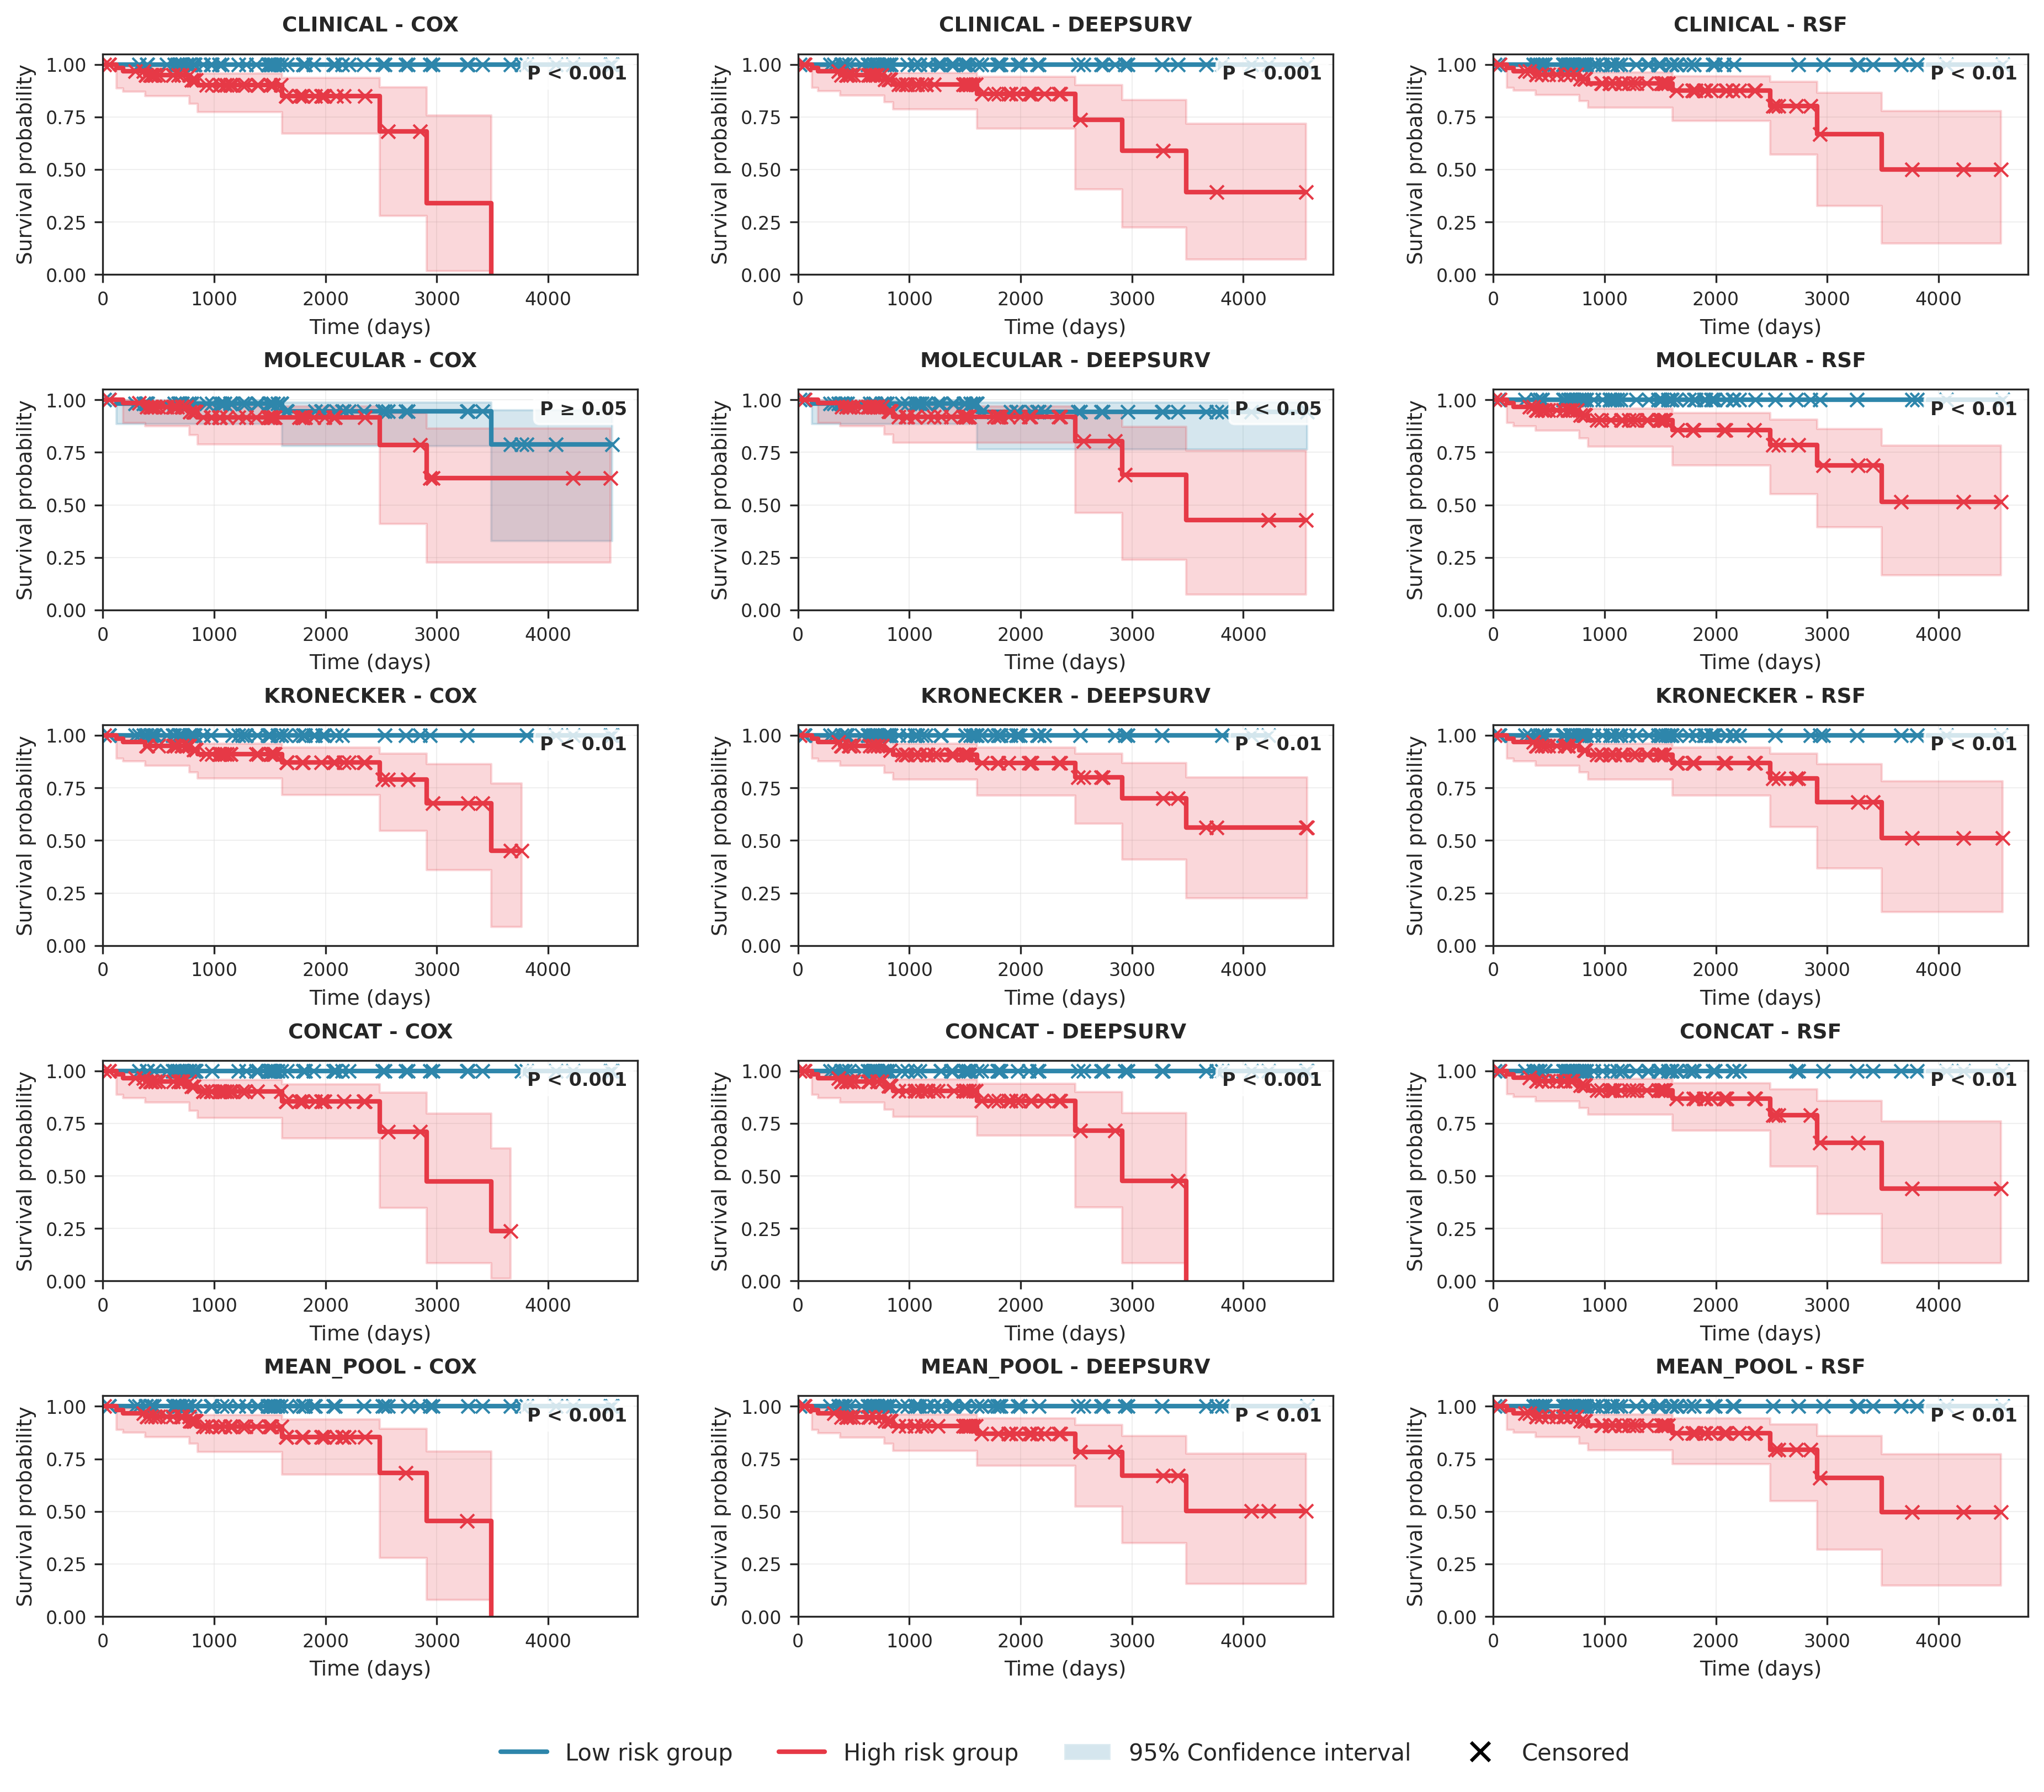 CLINICAL - COX
CLINICAL - DEEPSURV
CLINICAL - RSF
Survival probability
1.00
0.75
0.50
0.25
0.00
P < 0.001
0 1000 2000 3000 4000
Time (days)
Survival probability
1.00
0.75
0.50
0.25
0.00
P < 0.001
0 1000 2000 3000 4000
Time (days)
Survival probability
1.00
0.75
0.50
0.25
0.00
P < 0.01
0 1000 2000 3000 4000
Time (days)
MOLECULAR - COX
MOLECULAR - DEEPSURV
MOLECULAR - RSF
Survival probability
1.00
0.75
0.50
0.25
0.00
P ≥ 0.05
0 1000 2000 3000 4000
Time (days)
Survival probability
1.00
0.75
0.50
0.25
0.00
P < 0.05
0 1000 2000 3000 4000
Time (days)
Survival probability
1.00
0.75
0.50
0.25
0.00
P < 0.01
0 1000 2000 3000 4000
Time (days)
KRONECKER - COX
KRONECKER - DEEPSURV
KRONECKER - RSF
Survival probability
1.00
0.75
0.50
0.25
0.00
P < 0.01
0 1000 2000 3000 4000
Time (days)
Survival probability
1.00
0.75
0.50
0.25
0.00
P < 0.01
0 1000 2000 3000 4000
Time (days)
Survival probability
1.00
0.75
0.50
0.25
0.00
P < 0.01
0 1000 2000 3000 4000
Time (days)
CONCAT - COX
CONCAT - DEEPSURV
CONCAT - RSF
Survival probability
1.00
0.75
0.50
0.25
0.00
P < 0.001
0 1000 2000 3000 4000
Time (days)
Survival probability
1.00
0.75
0.50
0.25
0.00
P < 0.001
0 1000 2000 3000 4000
Time (days)
Survival probability
1.00
0.75
0.50
0.25
0.00
P < 0.01
0 1000 2000 3000 4000
Time (days)
MEAN_POOL - COX
MEAN_POOL - DEEPSURV
MEAN_POOL - RSF
Survival probability
1.00
0.75
0.50
0.25
0.00
P < 0.001
0 1000 2000 3000 4000
Time (days)
Survival probability
1.00
0.75
0.50
0.25
0.00
P < 0.01
0 1000 2000 3000 4000
Time (days)
Survival probability
1.00
0.75
0.50
0.25
0.00
P < 0.01
0 1000 2000 3000 4000
Time (days)
Low risk group
High risk group
95% Confidence interval
Censored